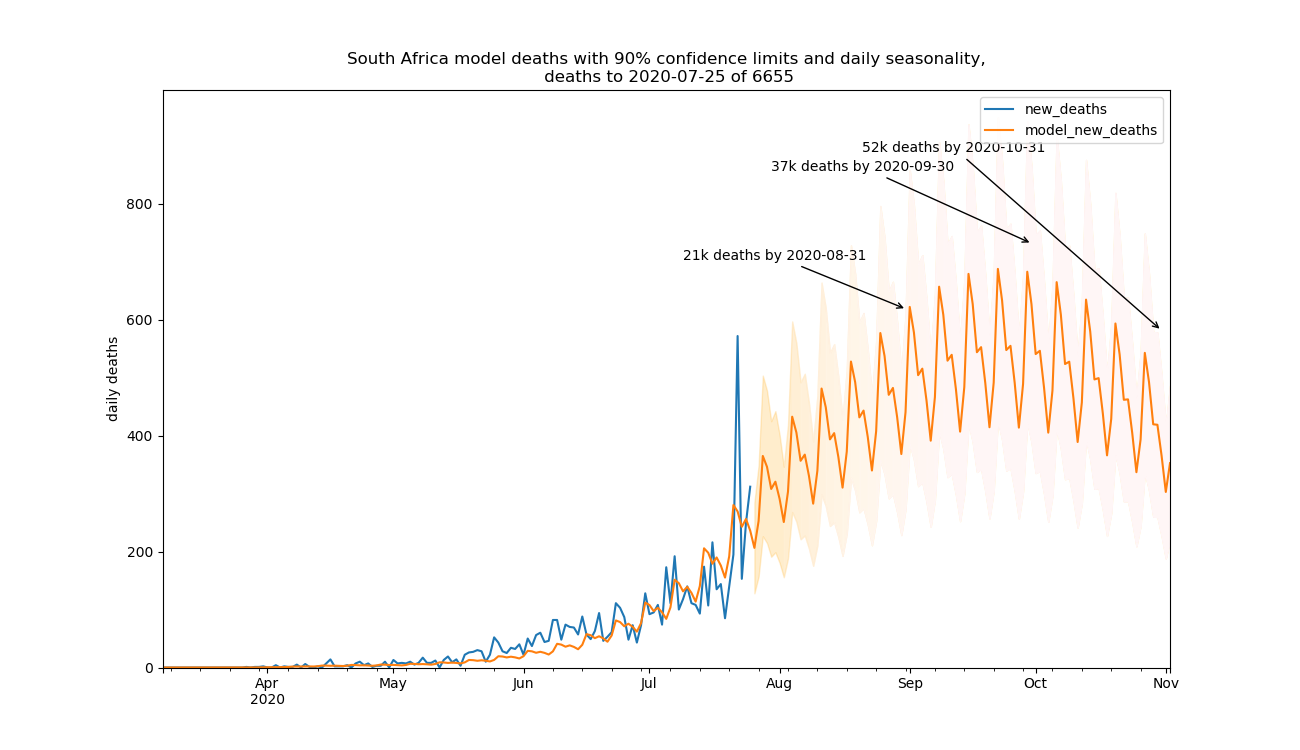 South Africa model deaths with 90% confidence limits and daily seasonality,
deaths to 2020-07-25 of 6655
new_deaths
model_new_deaths
52k deaths by 2020-10-31
37k deaths by 2020-09-30
21k deaths by 2020-08-31
daily deaths
800
600
400
200
0
Apr
2020
May
Jun
Jul
Aug
Sep
Oct
Nov